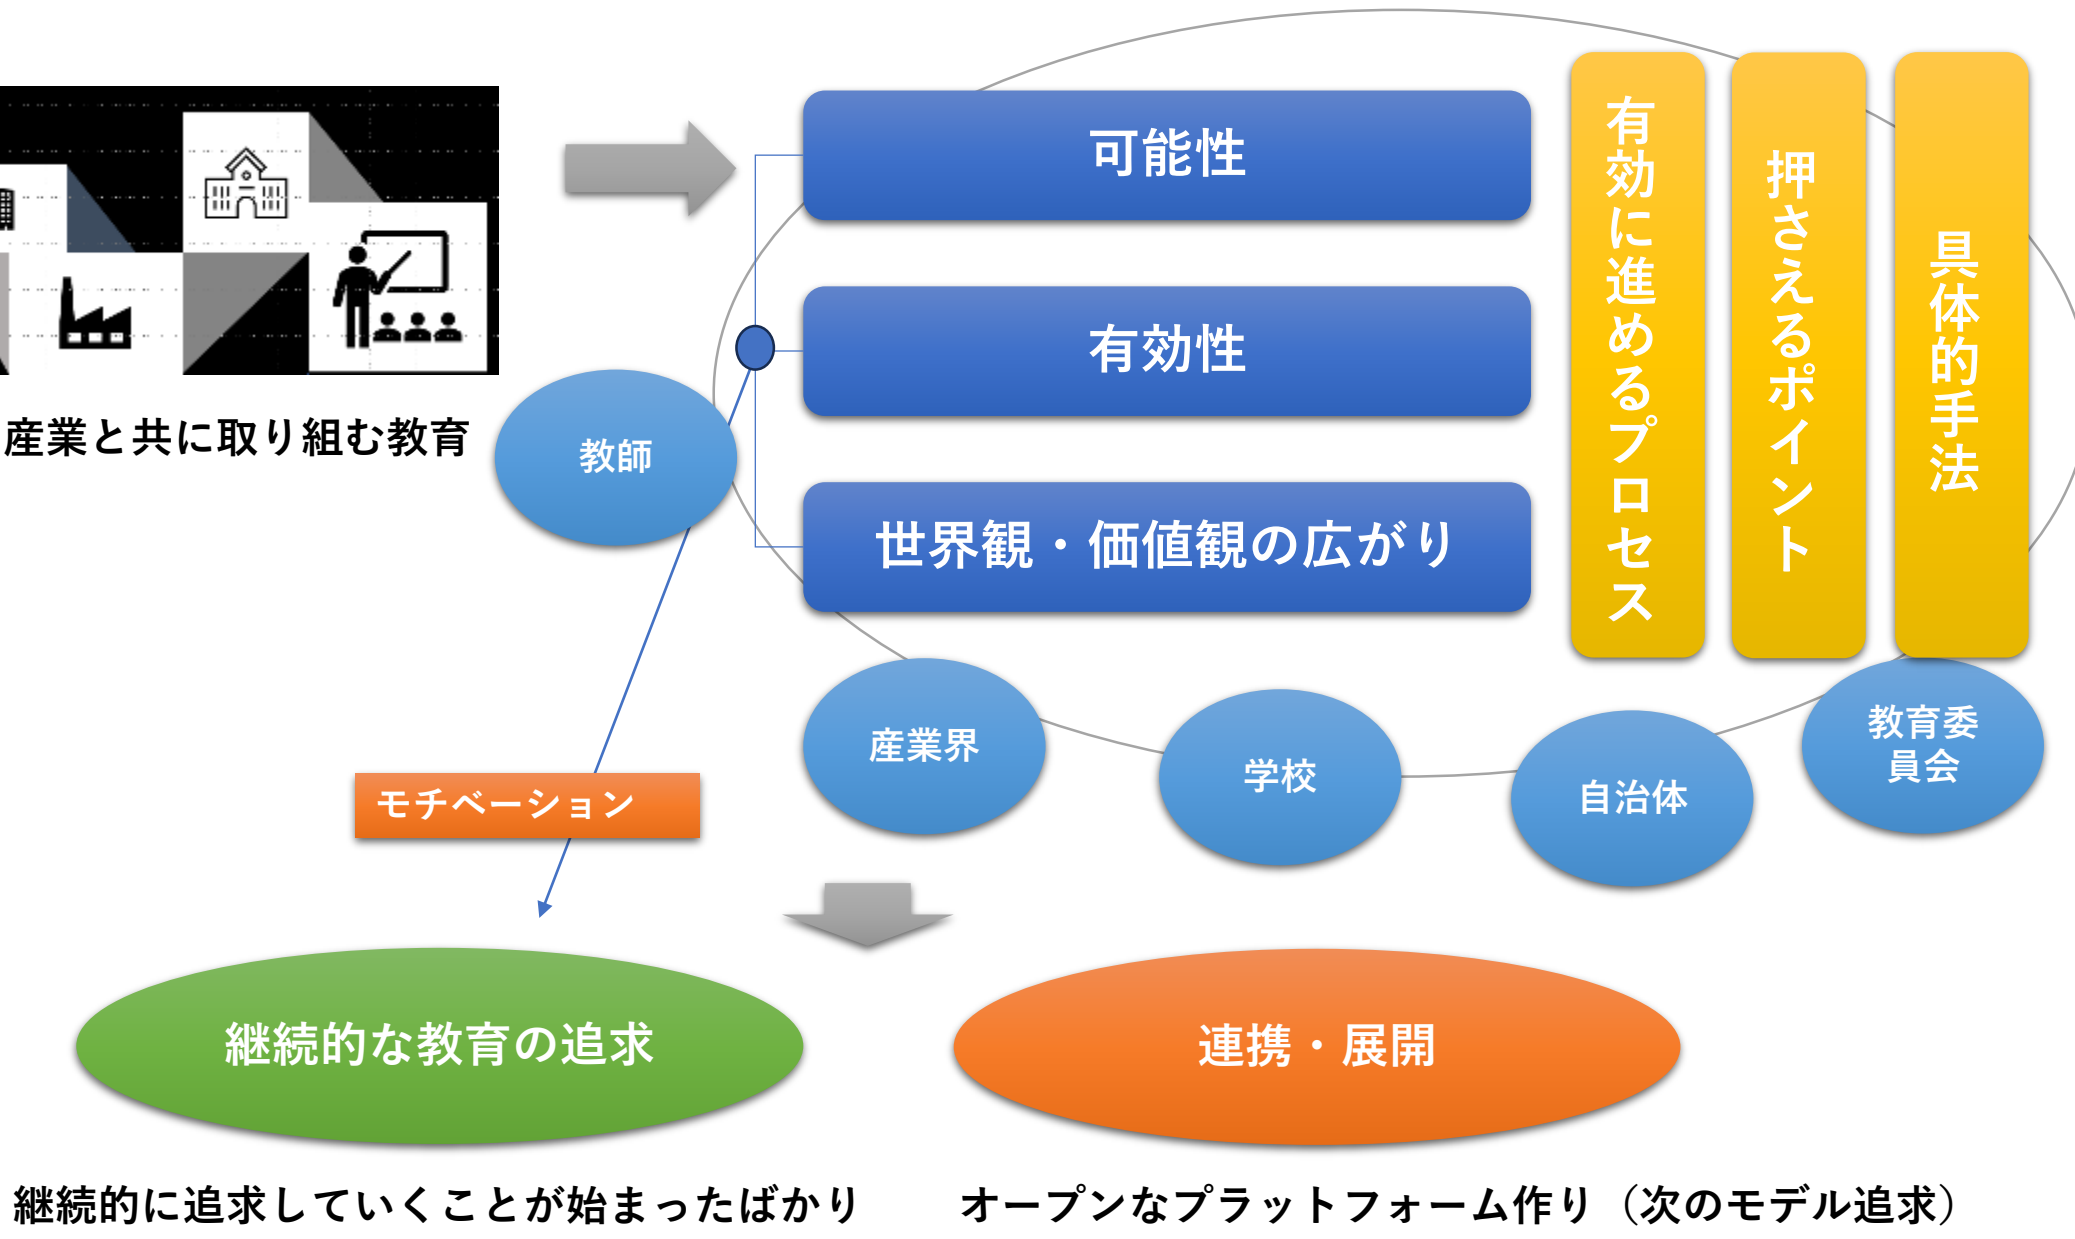 可能性
有効性
世界観・価値観の広がり
有効に進めるプロセス
押さえるポイント
具体的手法
産業と共に取り組む教育
教師
産業界
学校
自治体
教育委
員会
モチベーション
継続的な教育の追求
連携・展開
継続的に追求していくことが始まったばかり
オープンなプラットフォーム作り（次のモデル追求）